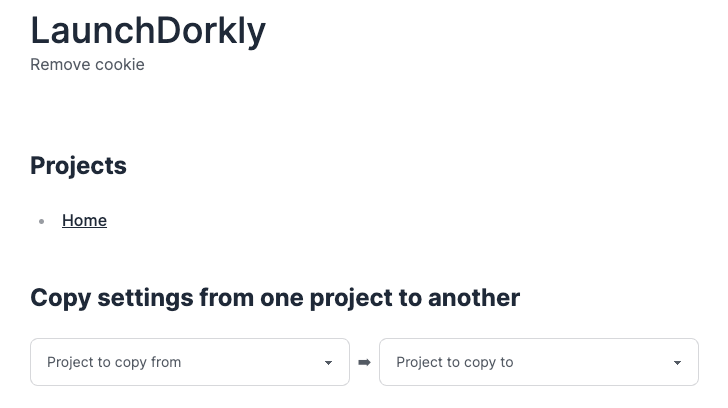 LaunchDorkly
Remove cookie
Projects
• Home
Copy settings from one project to another
Project to copy from ➡ Project to copy to